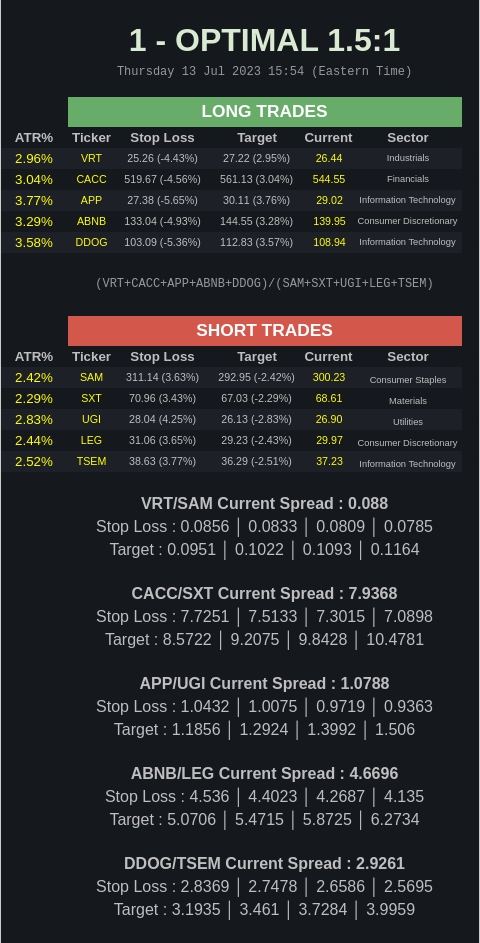 1 - OPTIMAL 1.5:1
Thursday 13 Jul 2023 15:54 (Eastern Time)
LONG TRADES
ATR% Ticker Stop Loss Target Current Sector
2.96% VRT 25.26 (-4.43%) 27.22 (2.95%) 26.44 Industrials
3.04% CACC 519.67 (-4.56%) 561.13 (3.04%) 544.55 Financials
3.77% APP 27.38 (-5.65%) 30.11 (3.76%) 29.02 Information Technology
3.29% ABNB 133.04 (-4.93%) 144.55 (3.28%) 139.95 Consumer Discretionary
3.58% DDOG 103.09 (-5.36%) 112.83 (3.57%) 108.94 Information Technology
(VRT+CACC+APP+ABNB+DDOG)/(SAM+SXT+UGI+LEG+TSEM)
SHORT TRADES
ATR% Ticker Stop Loss Target Current Sector
2.42% SAM 311.14 (3.63%) 292.95 (-2.42%) 300.23 Consumer Staples
2.29% SXT 70.96 (3.43%) 67.03 (-2.29%) 68.61 Materials
2.83% UGI 28.04 (4.25%) 26.13 (-2.83%) 26.90 Utilities
2.44% LEG 31.06 (3.65%) 29.23 (-2.43%) 29.97 Consumer Discretionary
2.52% TSEM 38.63 (3.77%) 36.29 (-2.51%) 37.23 Information Technology
VRT/SAM Current Spread : 0.088
Stop Loss : 0.0856 │ 0.0833 │ 0.0809 │ 0.0785
Target : 0.0951 │ 0.1022 │ 0.1093 │ 0.1164
CACC/SXT Current Spread : 7.9368
Stop Loss : 7.7251 │ 7.5133 │ 7.3015 │ 7.0898
Target : 8.5722 │ 9.2075 │ 9.8428 │ 10.4781
APP/UGI Current Spread : 1.0788
Stop Loss : 1.0432 │ 1.0075 │ 0.9719 │ 0.9363
Target : 1.1856 │ 1.2924 │ 1.3992 │ 1.506
ABNB/LEG Current Spread : 4.6696
Stop Loss : 4.536 │ 4.4023 │ 4.2687 │ 4.135
Target : 5.0706 │ 5.4715 │ 5.8725 │ 6.2734
DDOG/TSEM Current Spread : 2.9261
Stop Loss : 2.8369 │ 2.7478 │ 2.6586 │ 2.5695
Target : 3.1935 │ 3.461 │ 3.7284 │ 3.9959